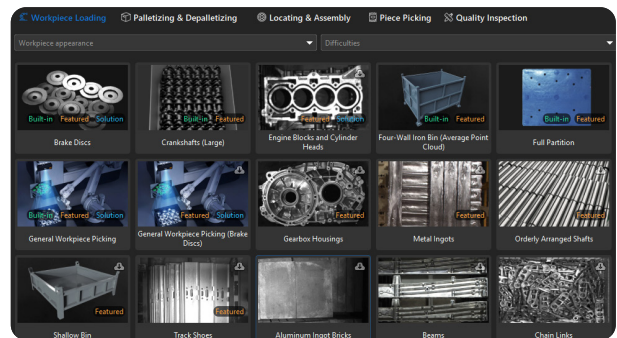 Workpiece Loading
Palletizing & Depalletizing
Locating & Assembly
Piece Picking
Quality Inspection
Workpiece appearance
Difficulties
Built-in Featured Solution
Brake Discs
Built-in Featured
Crankshafts (Large)
Featured Solution
Engine Blocks and Cylinder
Heads
Built-in Featured
Four-Wall Iron Bin (Average Point
Cloud)
Built-in Featured
Full Partition
Built-in Featured Solution
General Workpiece Picking
Featured Solution
General Workpiece Picking (Brake
Discs)
Featured
Gearbox Housings
Featured
Metal Ingots
Featured
Orderly Arranged Shafts
Featured
Shallow Bin
Featured
Track Shoes
Aluminum Ingot Bricks
Beams
Chain Links